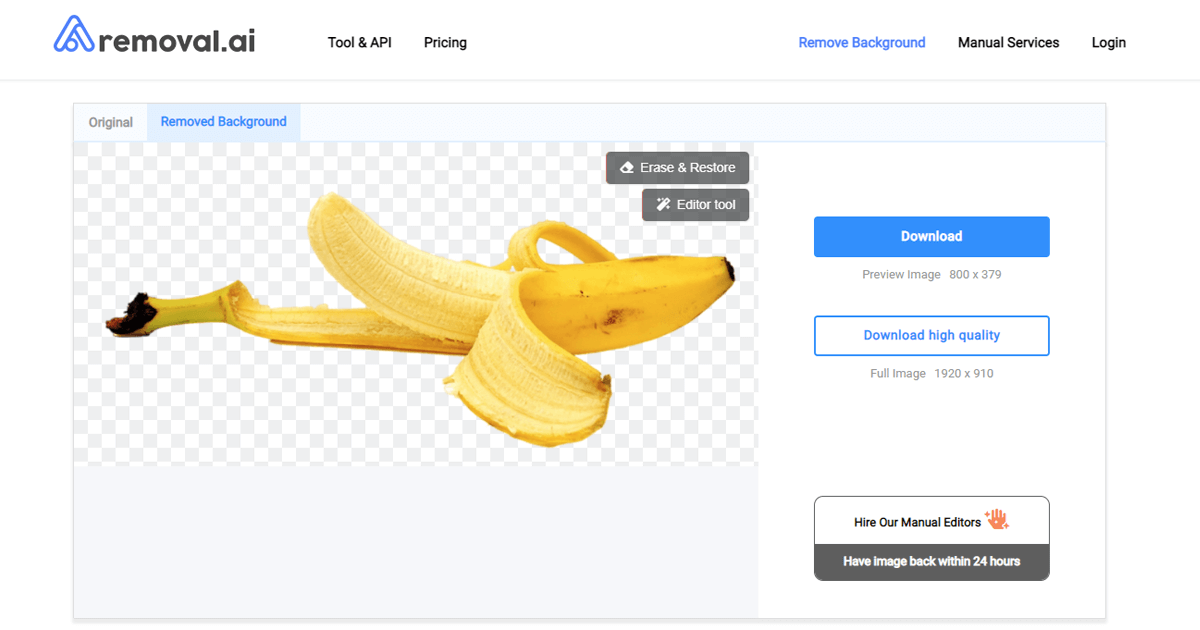 removal.ai
Tool & API
Pricing
Remove Background
Manual Services
Login
Original
Removed Background
Erase & Restore
Editor tool
Download
Preview Image 800 x 379
Download high quality
Full Image 1920 x 910
Hire Our Manual Editors
Have image back within 24 hours